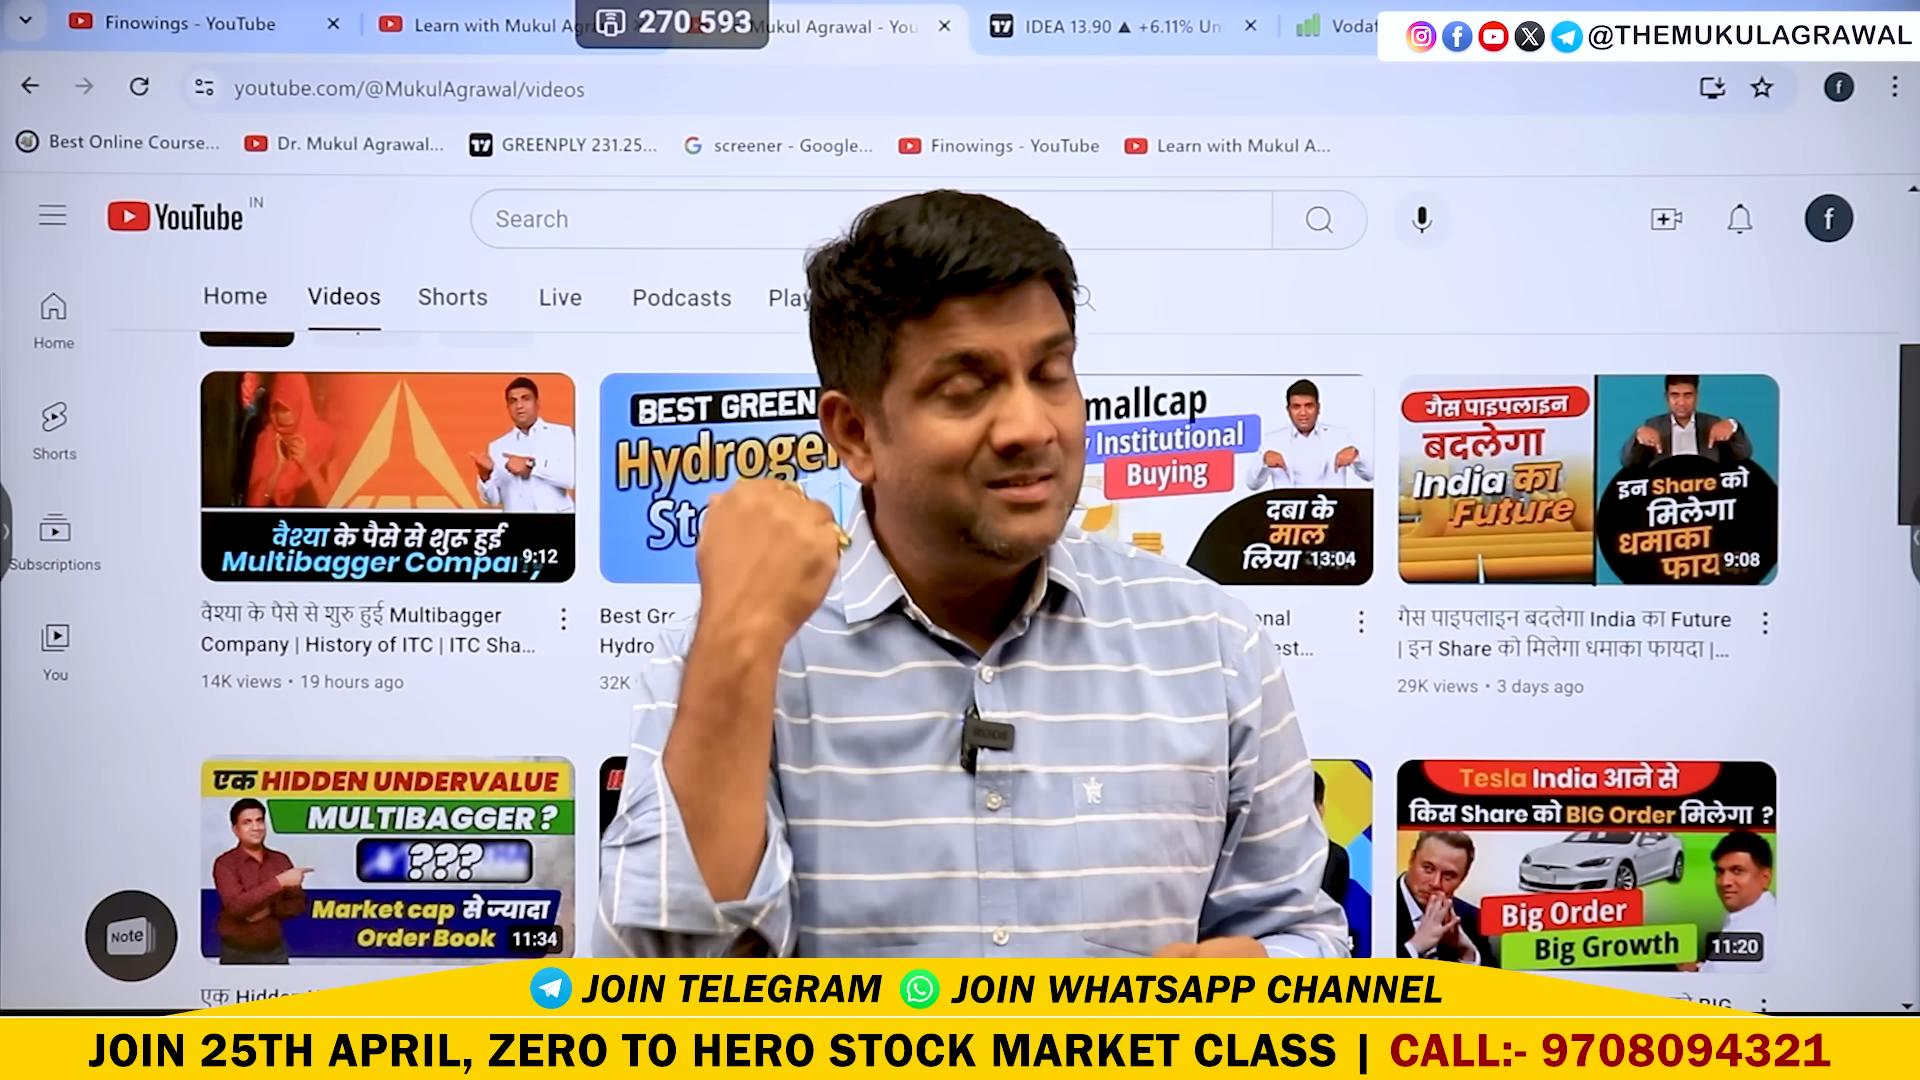 Finowings - YouTube
Learn with Mukul Agr
270 593
Mukul Agrawal - You
IDEA 13.90 ▲ +6.11% Un
Vodaf
@THEMUKULAGRAWAL
youtube.com/@MukulAgrawal/videos
f
Best Online Course...
Dr. Mukul Agrawal...
GREENPLY 231.25...
screener - Google...
Finowings - YouTube
Learn with Mukul A...
YouTube IN
Search
f
Home
Videos
Shorts
Live
Podcasts
Play
Home
Shorts
Subscriptions
You
वैश्या के पैसे से शुरू हुई
Multibagger Company
9:12
वैश्या के पैसे से शुरु हुई Multibagger
Company | History of ITC | ITC Sha...
14K views • 19 hours ago
BEST GREEN
Hydrogen
Best Gre
Hydro
32K
mallcap
Institutional
Buying
दबा के
माल
लिया
13:04
onal
est...
गैस पाइपलाइन
बदलेगा
India का
Future
इन Share को
मिलेगा
धमाका
फाय
9:08
गैस पाइपलाइन बदलेगा India का Future
| इन Share को मिलेगा धमाका फायदा |...
29K views • 3 days ago
एक HIDDEN UNDERVALUE
MULTIBAGGER ?
???
Market cap से ज्यादा
Order Book
11:34
Tesla India आने से
किस Share को BIG Order मिलेगा ?
Big Order
Big Growth
11:20
Note
RODE
JOIN TELEGRAM
JOIN WHATSAPP CHANNEL
JOIN 25TH APRIL, ZERO TO HERO STOCK MARKET CLASS | CALL:- 9708094321